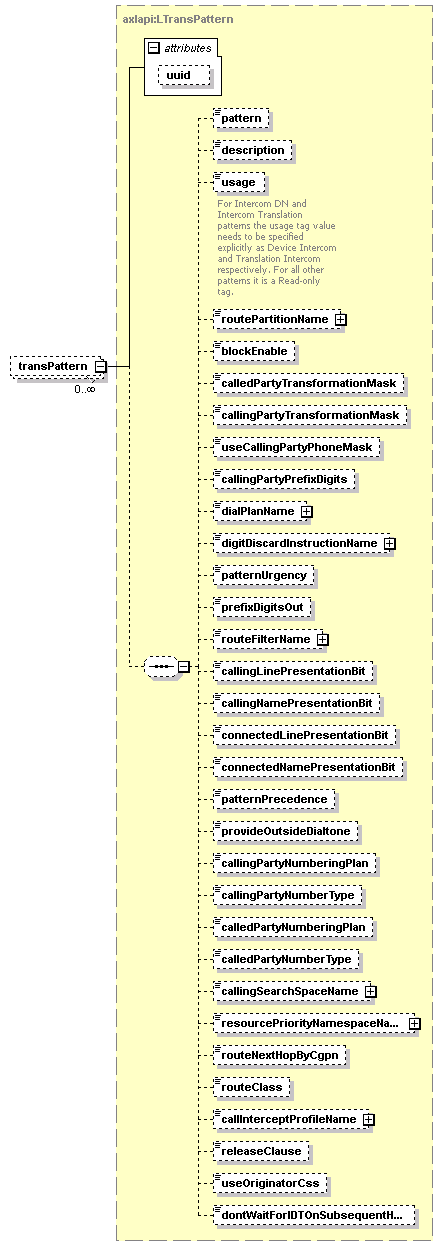 axlapi:LTransPattern
attributes
uuid
pattern
description
usage
For Intercom DN and
Intercom Translation
patterns the usage tag value
needs to be specified
explicitly as Device Intercom
and Translation Intercom
respectively. For all other
patterns it is a Read-only
tag.
routePartitionName
blockEnable
transPattern
0..∞
calledPartyTransformationMask
callingPartyTransformationMask
useCallingPartyPhoneMask
callingPartyPrefixDigits
dialPlanName
digitDiscardInstructionName
patternUrgency
prefixDigitsOut
routeFilterName
callingLinePresentationBit
callingNamePresentationBit
connectedLinePresentationBit
connectedNamePresentationBit
patternPrecedence
provideOutsideDialtone
callingPartyNumberingPlan
callingPartyNumberType
calledPartyNumberingPlan
calledPartyNumberType
callingSearchSpaceName
resourcePriorityNamespaceNa...
routeNextHopByCgpn
routeClass
callInterceptProfileName
releaseClause
useOriginatorCss
dontWaitForIDTOnSubsequentH...